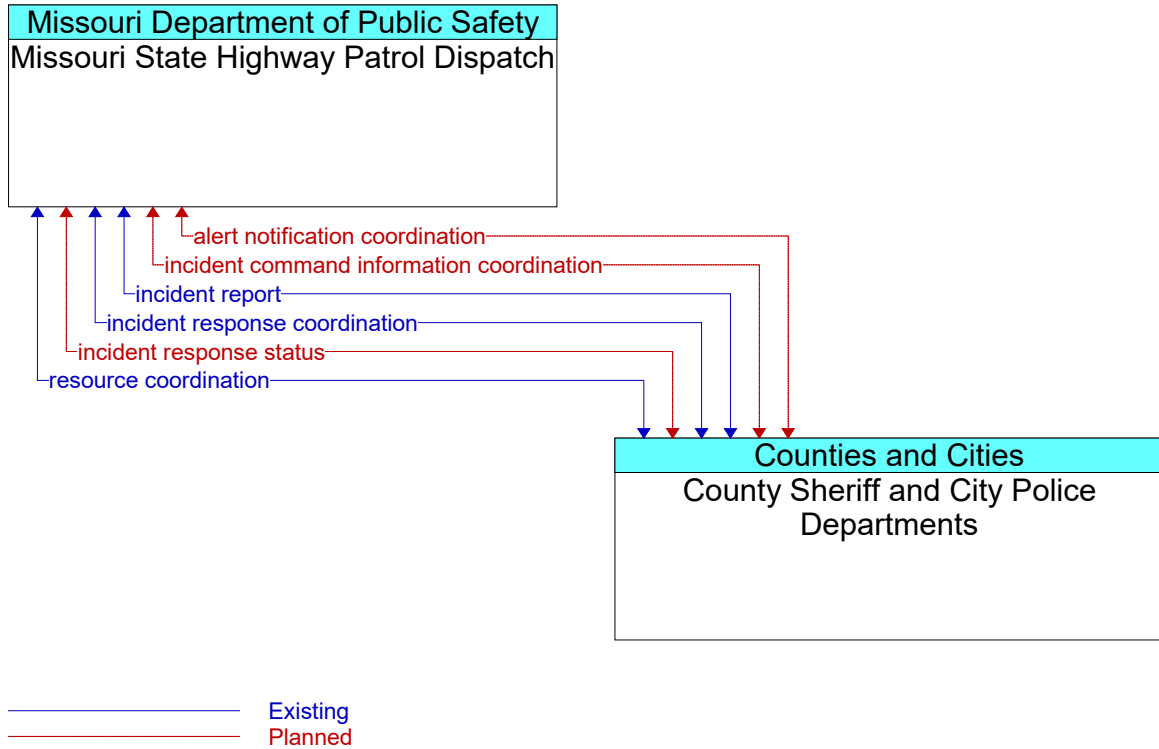 Missouri Department of Public Safety
Missouri State Highway Patrol Dispatch
alert notification coordination
incident command information coordination
incident report
incident response coordination
incident response status
resource coordination
Counties and Cities
County Sheriff and City Police
Departments
Existing
Planned